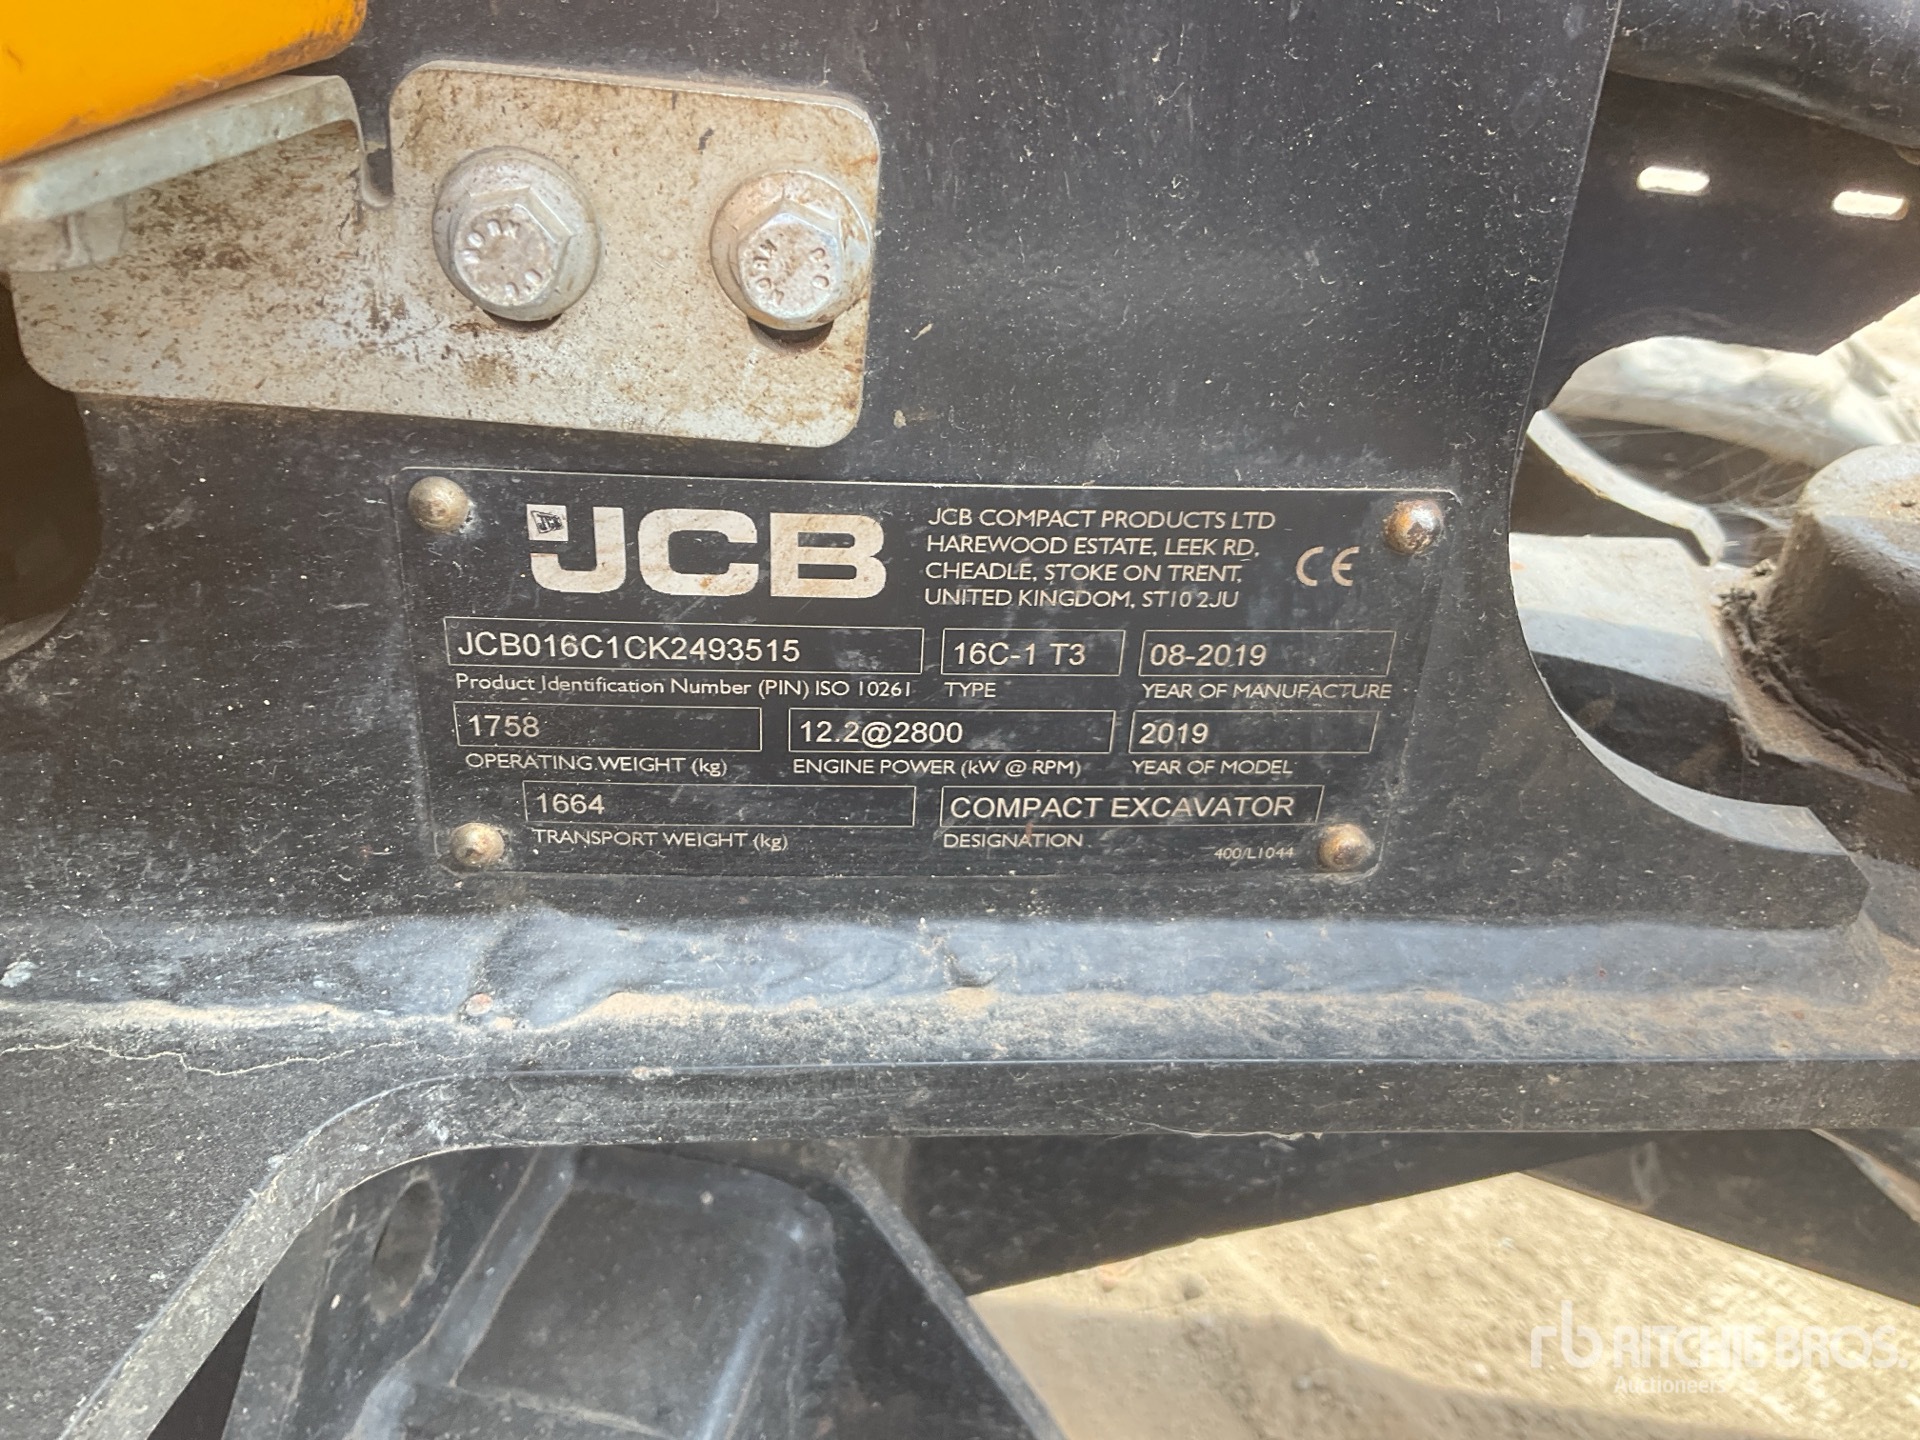 JCB
JCB COMPACT PRODUCTS LTD
HAREWOOD ESTATE, LEEK RD,
CHEADLE, STOKE ON TRENT,
UNITED KINGDOM, ST10 2JU
CE
JCB016C1CK2493515
16C-1 T3
08-2019
Product Identification Number (PIN) ISO 10261
TYPE
YEAR OF MANUFACTURE
1758
12.2@2800
2019
OPERATING WEIGHT (kg)
ENGINE POWER (kW @ RPM)
YEAR OF MODEL
1664
COMPACT EXCAVATOR
TRANSPORT WEIGHT (kg)
DESIGNATION
400/L1044
rb RITCHIE BROS.
Auctioneers